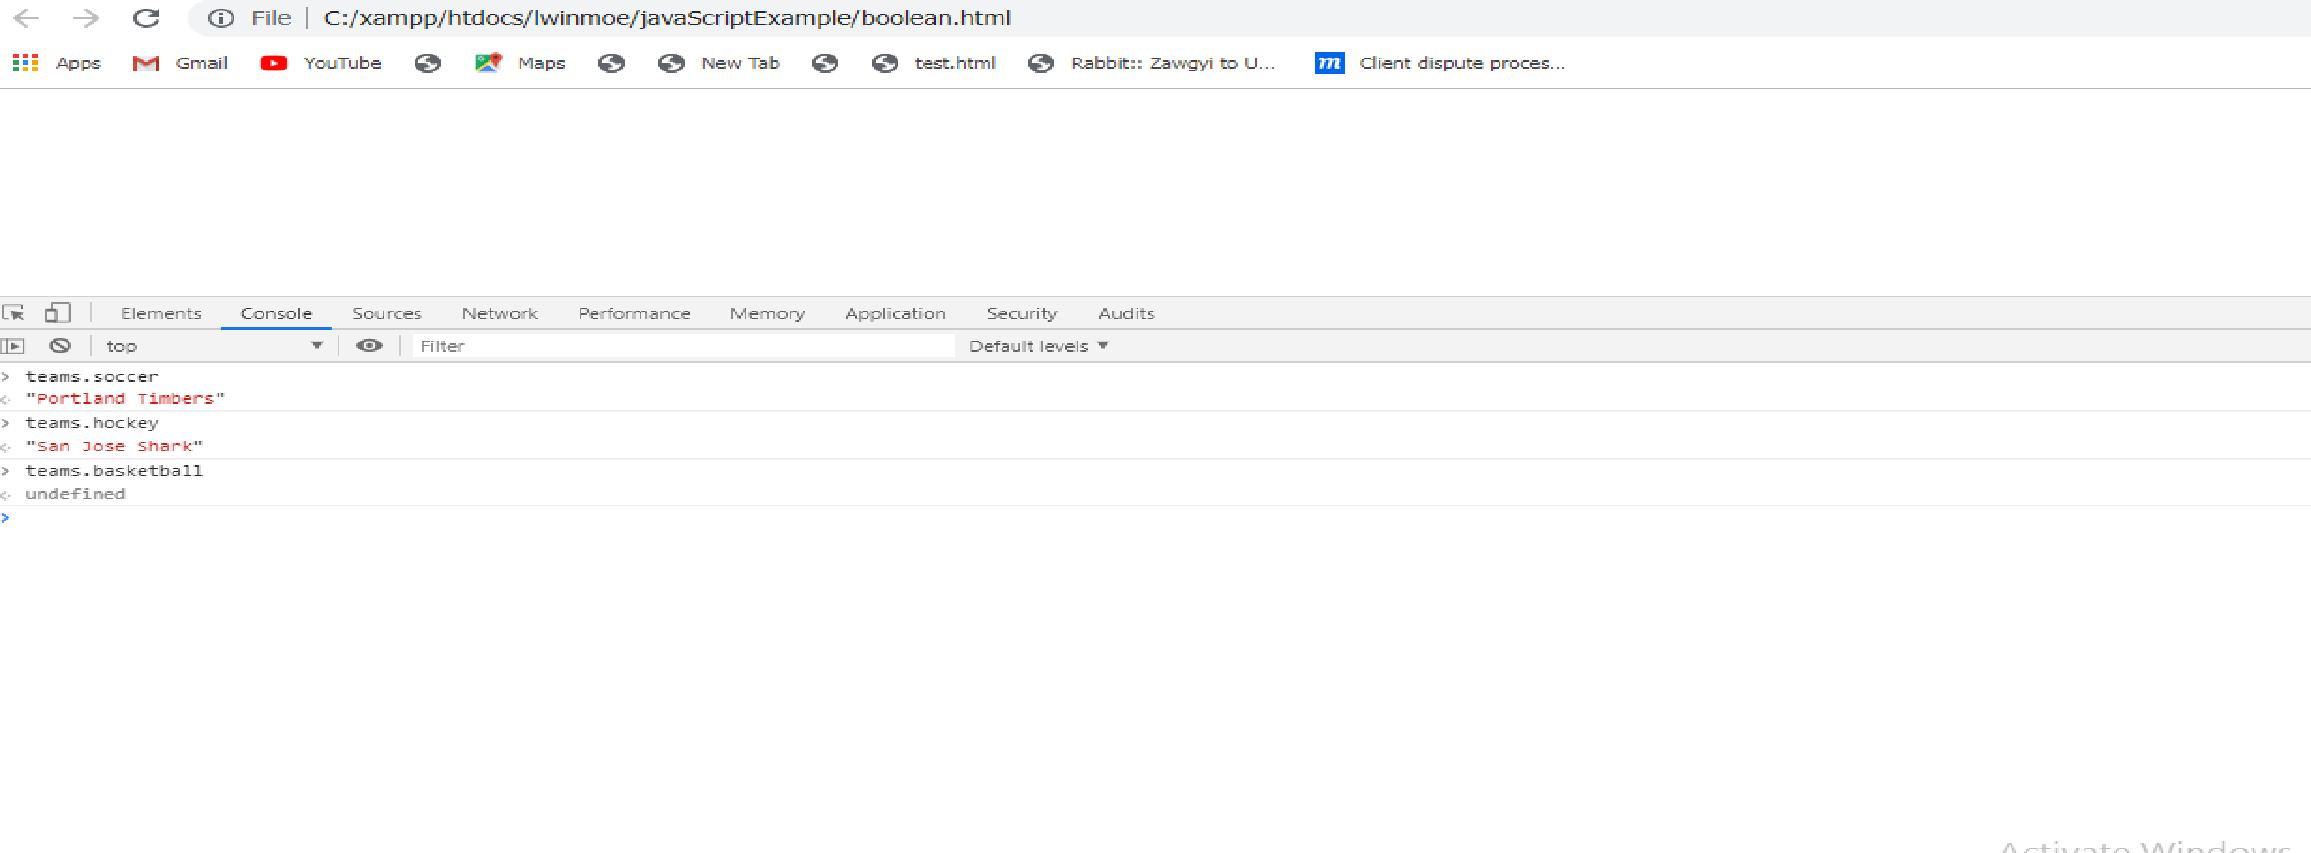 File | C:/xampp/htdocs/lwinmoe/javaScriptExample/boolean.html
Apps Gmail YouTube Maps New Tab test.html Rabbit:: Zawgyi to U... m Client dispute proces...
Elements Console Sources Network Performance Memory Application Security Audits
top Filter Default levels
> teams.soccer
"Portland Timbers"
> teams.hockey
"San Jose Shark"
> teams.basketball
undefined
>
Activate Windows